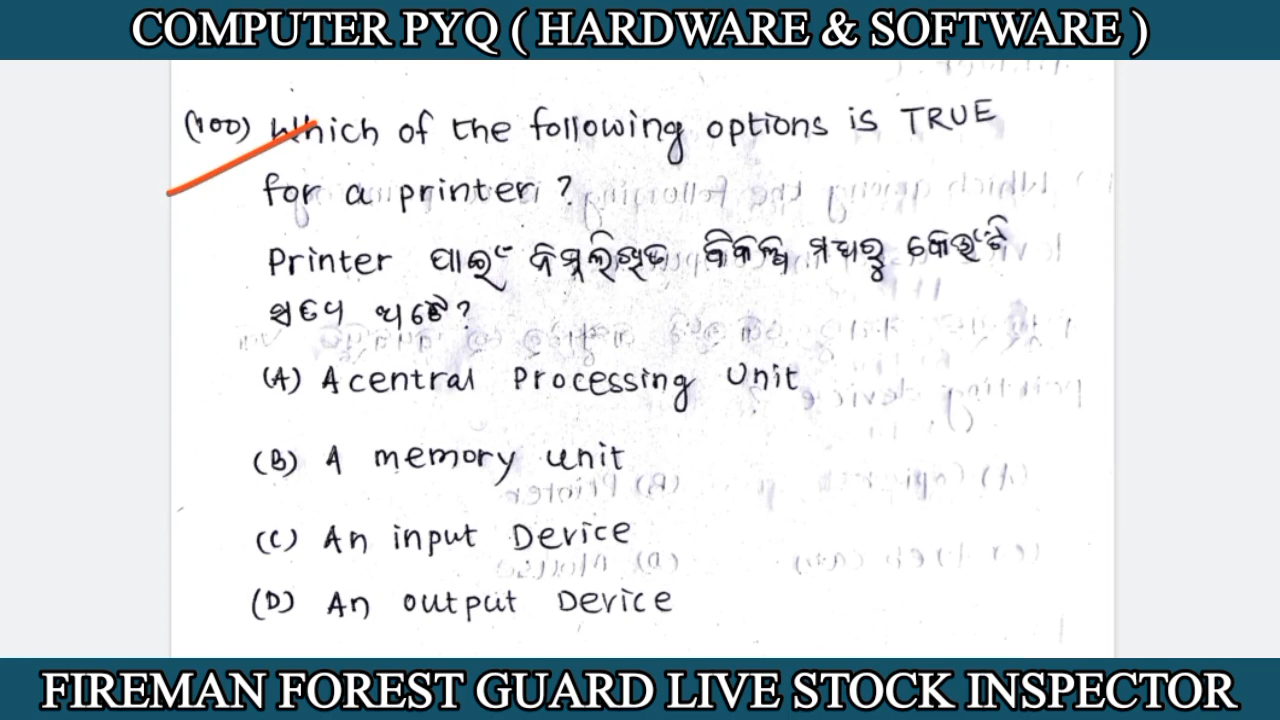 COMPUTER PYQ ( HARDWARE & SOFTWARE )
(100) Which of the following options is TRUE
for a printer ?
Printer ପାଇଁ ନିମ୍ନଲିଖିତ ବିକଳ୍ପ ମଧ୍ୟରୁ କେଉଁଟି
ସତ୍ୟ ଅଟେ?
(A) A central Processing Unit
(B) A memory unit
(C) An input Device
(D) An output Device
FIREMAN FOREST GUARD LIVE STOCK INSPECTOR